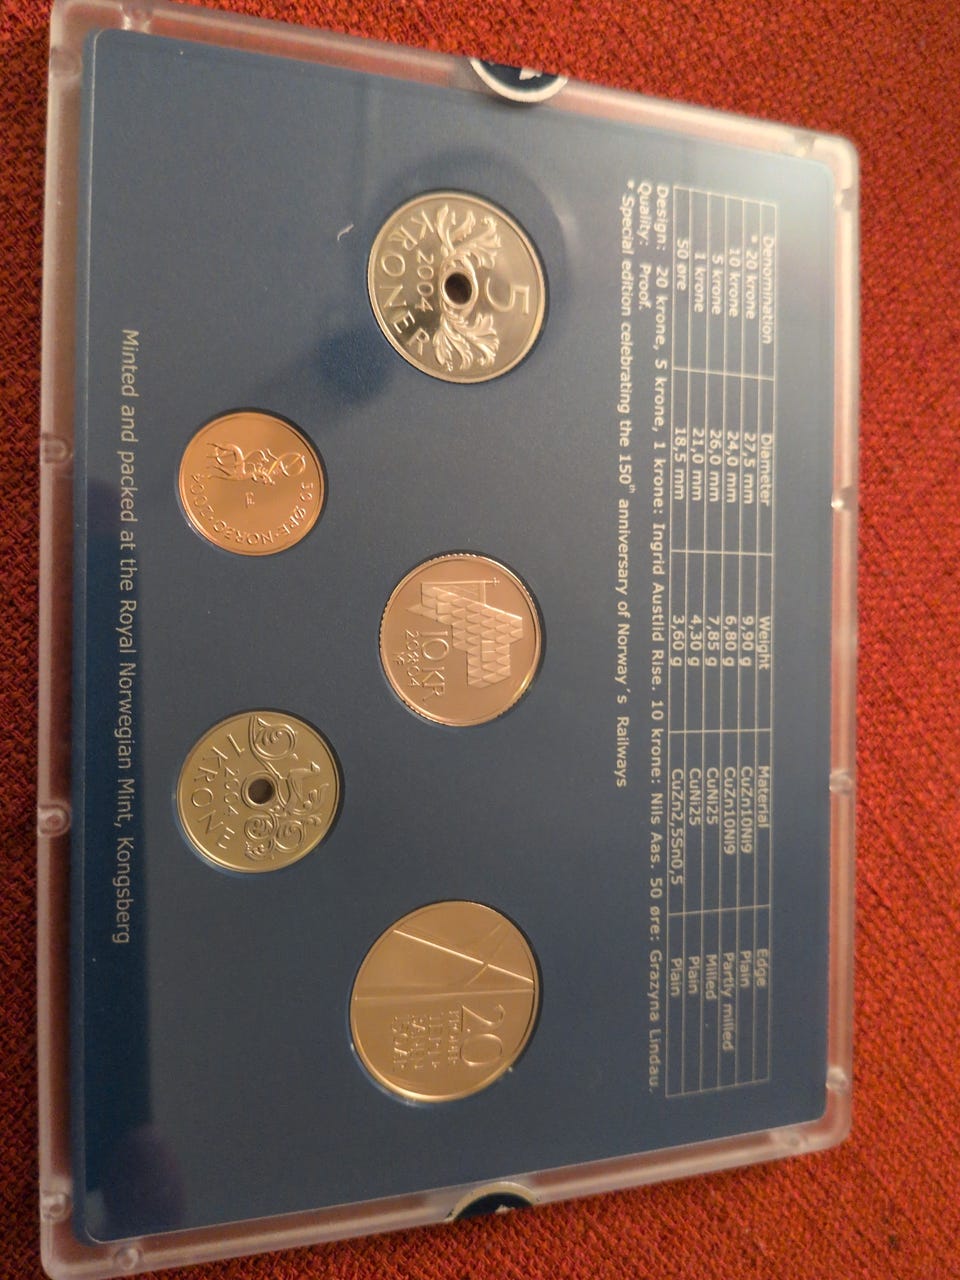 Denomination Diameter Weight Material Edge
* 20 krone 27,5 mm 9,90 g CuZn10Ni9 Plain
10 krone 24,0 mm 6,80 g CuZn10Ni9 Partly milled
5 krone 26,0 mm 7,85 g CuNi25 Milled
1 krone 21,0 mm 4,30 g CuNi25 Plain
50 øre 18,5 mm 3,60 g CuZn2,5Sn0,5 Plain
Design: 20 krone, 5 krone, 1 krone: Ingrid Austlid Rise. 10 krone: Nils Aas. 50 øre: Grazyna Lindau.
Quality: Proof.
* Special edition celebrating the 150th anniversary of Norway´s Railways
5
2004
KRONER
10 KR
20 04
20
50 ØRE·NORGE·2004
2004
1 KRONE
Minted and packed at the Royal Norwegian Mint, Kongsberg